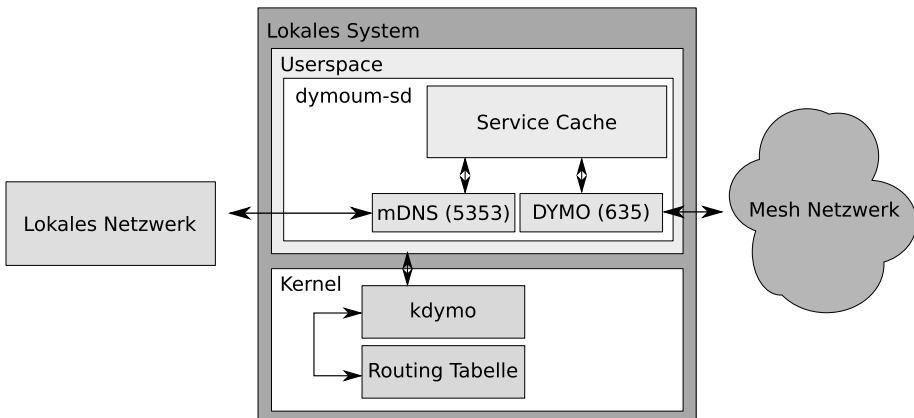 Lokales System
Userspace
dymoum-sd
Service Cache
mDNS (5353)
DYMO (635)
Lokales Netzwerk
Mesh Netzwerk
Kernel
kdymo
Routing Tabelle